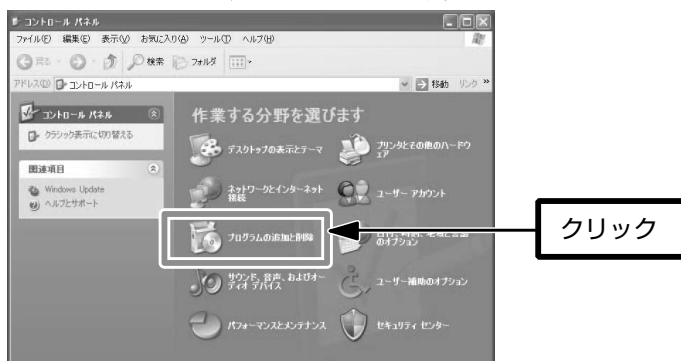 コントロール パネル
ファイル(F) 編集(E) 表示(V) お気に入り(A) ツール(T) ヘルプ(H)
戻る 検索 フォルダ
アドレス(D) コントロール パネル 移動 リンク »
コントロール パネル
クラシック表示に切り替える
関連項目
Windows Update
ヘルプとサポート
作業する分野を選びます
デスクトップの表示とテーマ
プリンタとその他のハードウ
ェア
ネットワークとインターネット
接続
ユーザー アカウント
プログラムの追加と削除
のオプション
サウンド、音声、およびオー
ディオ デバイス
ユーザー補助のオプション
パフォーマンスとメンテナンス
セキュリティ センター
クリック